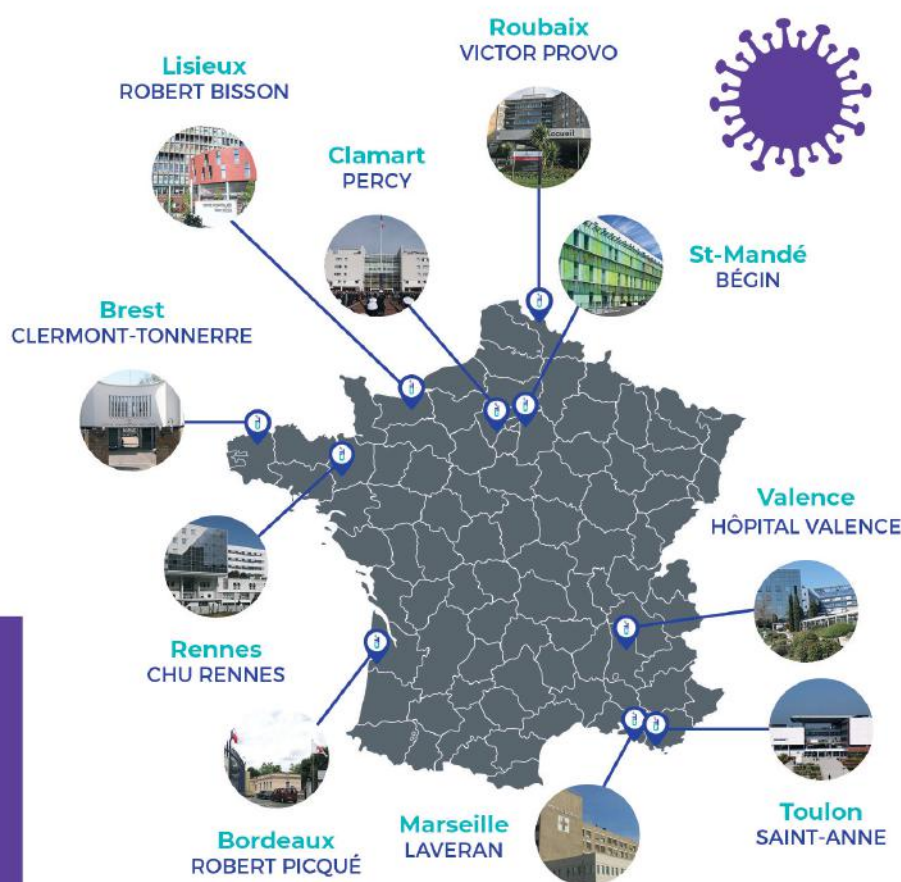 Roubaix
VICTOR PROVO
Lisieux
ROBERT BISSON
Accueil
Clamart
PERCY
St-Mandé
BÉGIN
Brest
CLERMONT-TONNERRE
Valence
HÔPITAL VALENCE
Rennes
CHU RENNES
Toulon
SAINT-ANNE
Marseille
LAVERAN
Bordeaux
ROBERT PICQUÉ